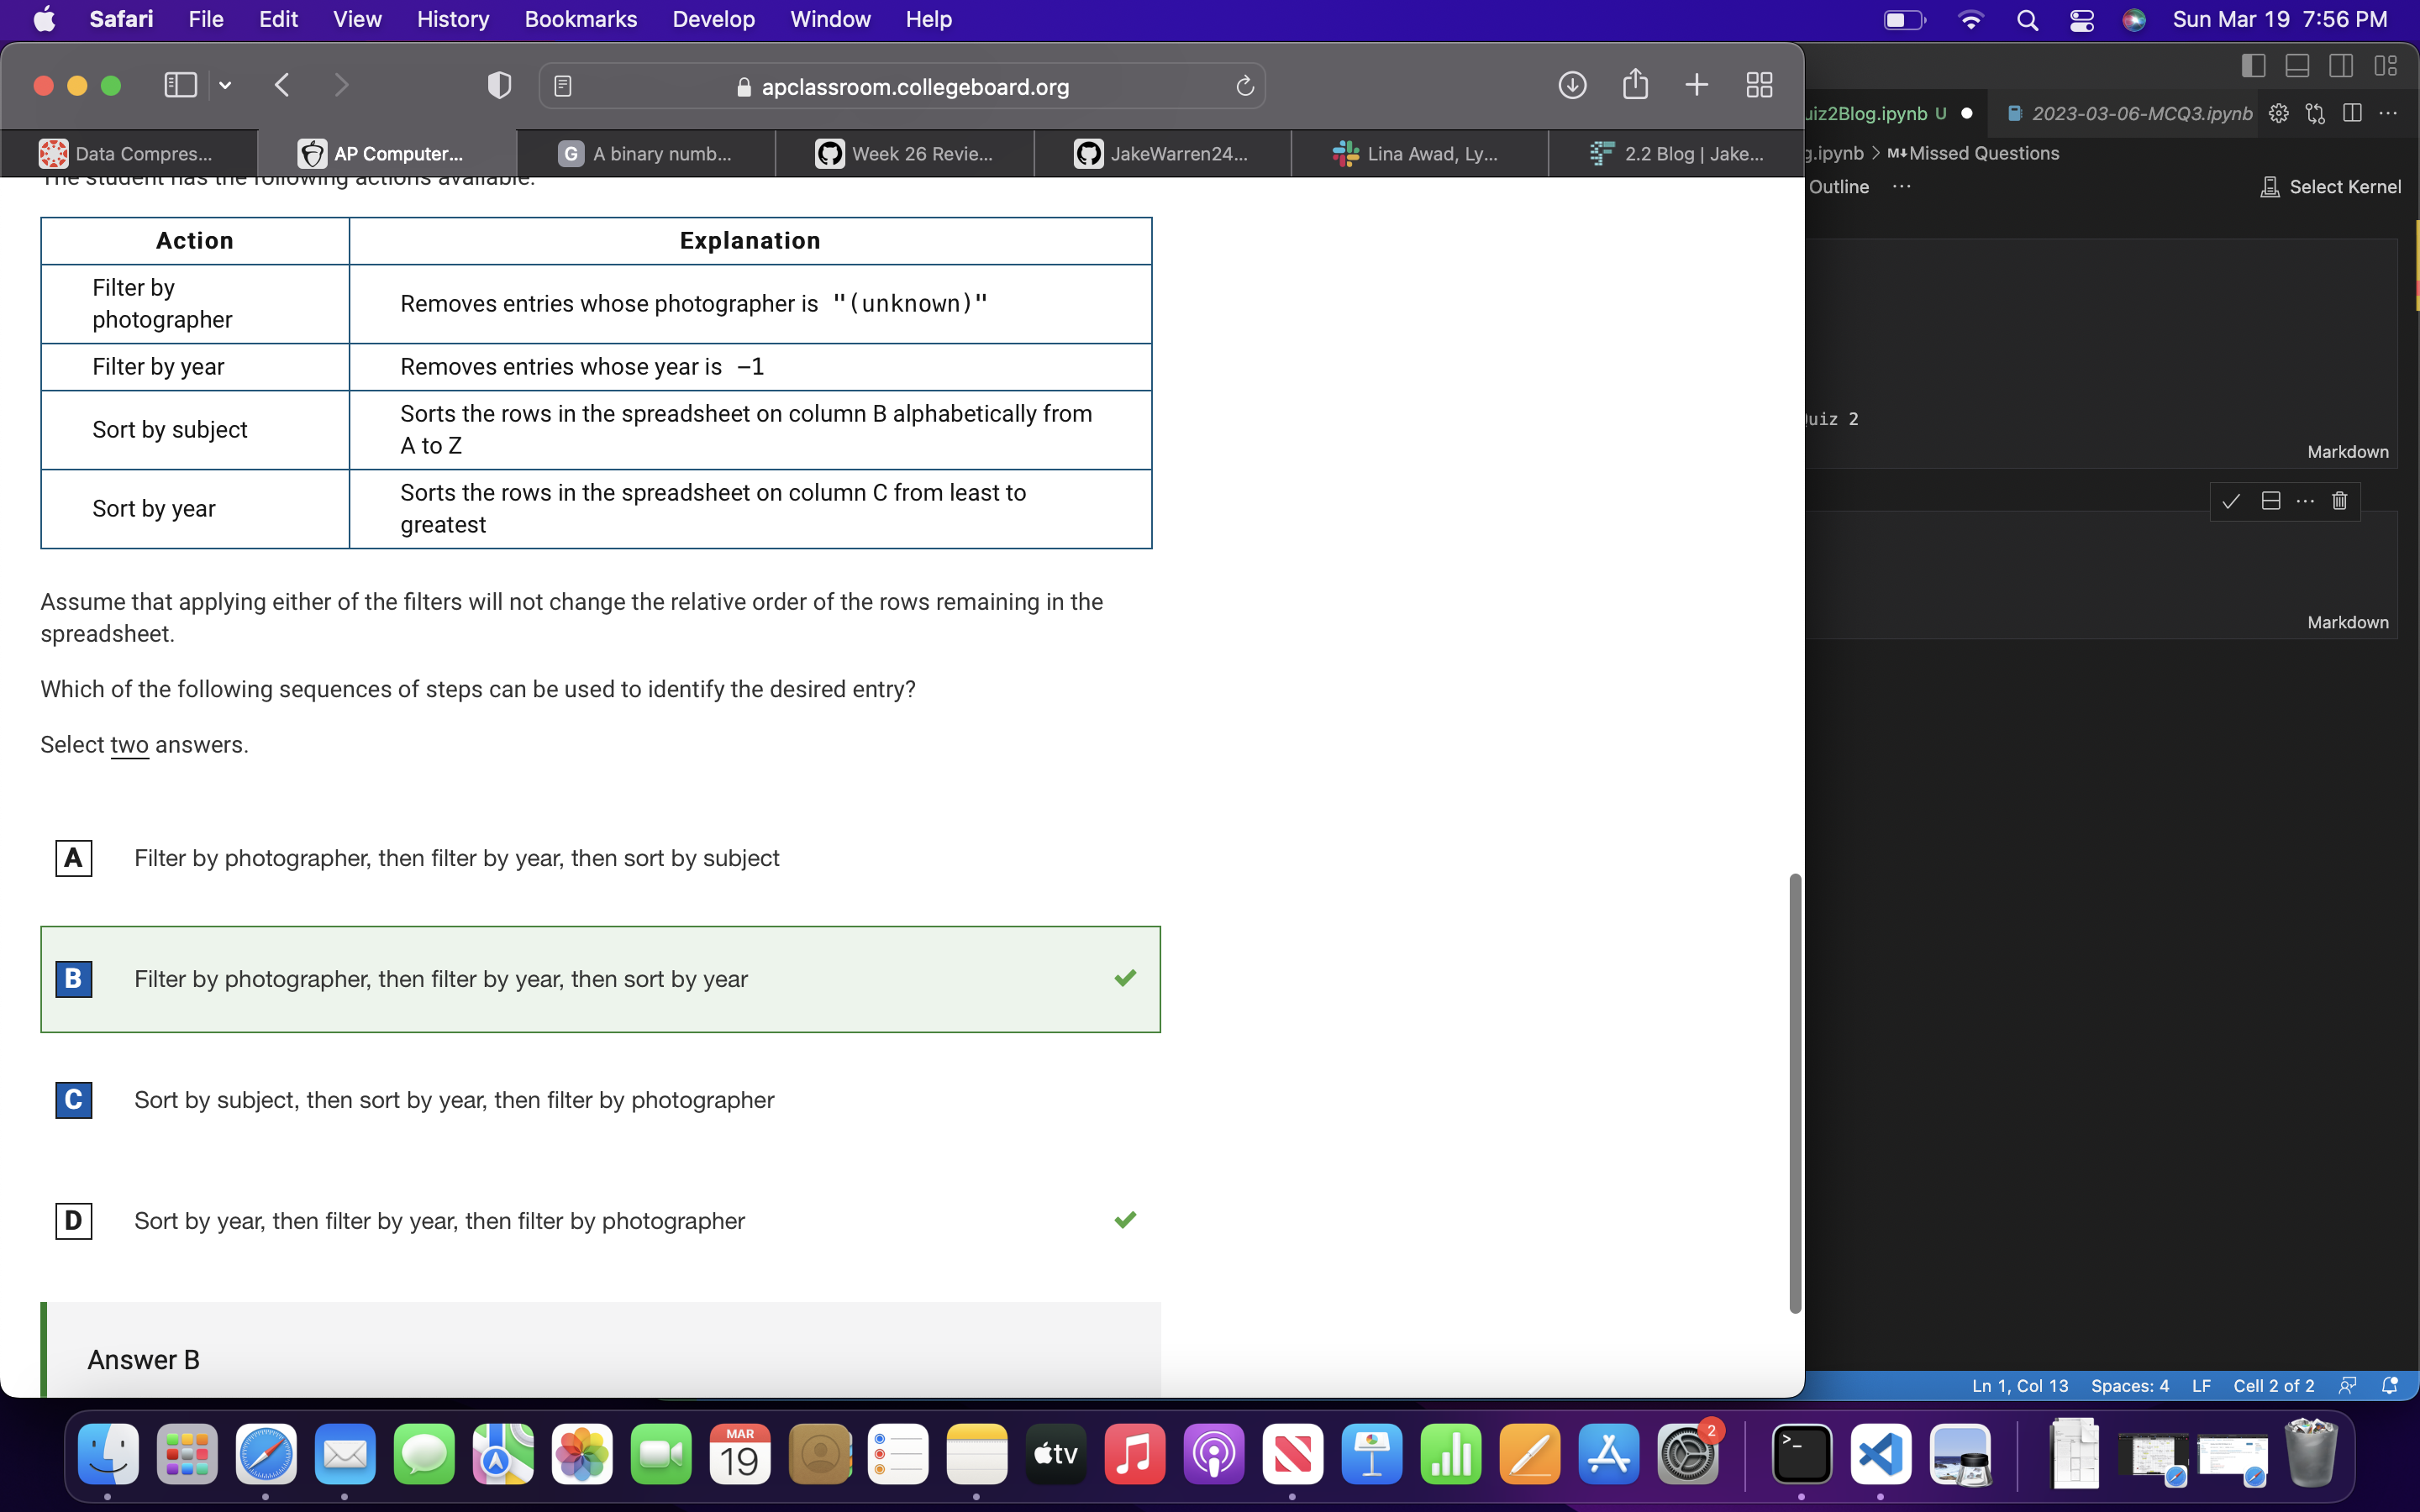 Safari File Edit View History Bookmarks Develop Window Help Sun Mar 19 7:56 PM
apclassroom.collegeboard.org
uiz2Blog.ipynb U 2023-03-06-MCQ3.ipynb
Data Compres... AP Computer... G A binary numb... Week 26 Revie... JakeWarren24... Lina Awad, Ly... 2.2 Blog | Jake...
g.ipynb > M↓Missed Questions
The student has the following actions available.
Outline ... Select Kernel
Action Explanation
Filter by
photographer
Removes entries whose photographer is "(unknown)"
Filter by year Removes entries whose year is −1
Sort by subject
Sorts the rows in the spreadsheet on column B alphabetically from
A to Z
Sort by year
Sorts the rows in the spreadsheet on column C from least to
greatest
uiz 2
Markdown
Markdown
Assume that applying either of the filters will not change the relative order of the rows remaining in the
spreadsheet.
Which of the following sequences of steps can be used to identify the desired entry?
Select two answers.
A Filter by photographer, then filter by year, then sort by subject
B Filter by photographer, then filter by year, then sort by year
C Sort by subject, then sort by year, then filter by photographer
D Sort by year, then filter by year, then filter by photographer
Answer B
Ln 1, Col 13 Spaces: 4 LF Cell 2 of 2
MAR
19
tv
2
>_